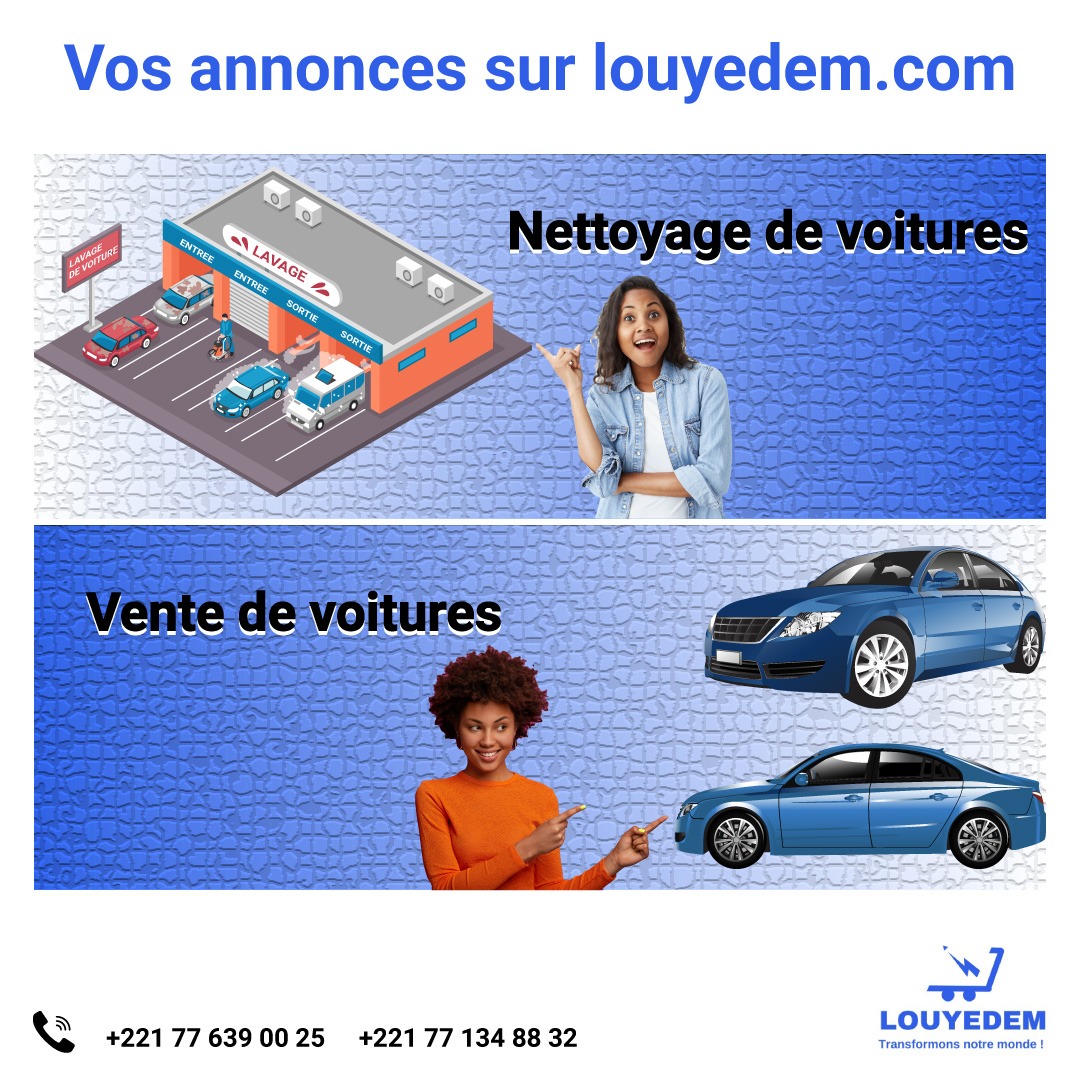 Vos annonces sur louyedem.com
Nettoyage de voitures
LAVAGE
DE VOITURE
ENTREE
LAVAGE
ENTREE
SORTIE
SORTIE
Vente de voitures
+221 77 639 00 25
+221 77 134 88 32
LOUYEDEM
Transformons notre monde !